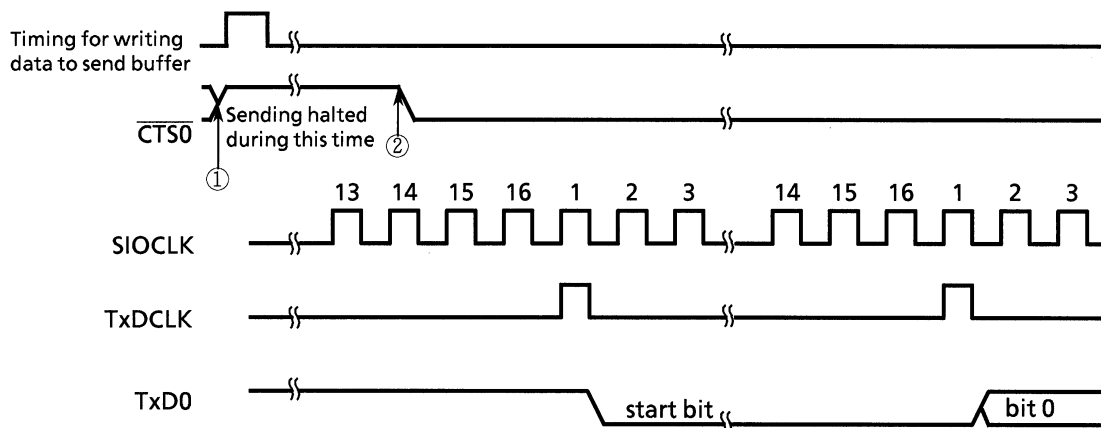 Timing for writing
data to send buffer
CTS0
Sending halted
during this time
①
②
13 14 15 16 1 2 3 14 15 16 1 2 3
SIOCLK
TxDCLK
TxD0
start bit
bit 0